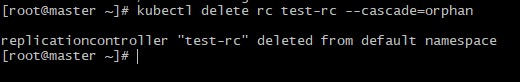 [root@master ~]# kubectl delete rc test-rc --cascade=orphan
replicationcontroller "test-rc" deleted from default namespace
[root@master ~]#